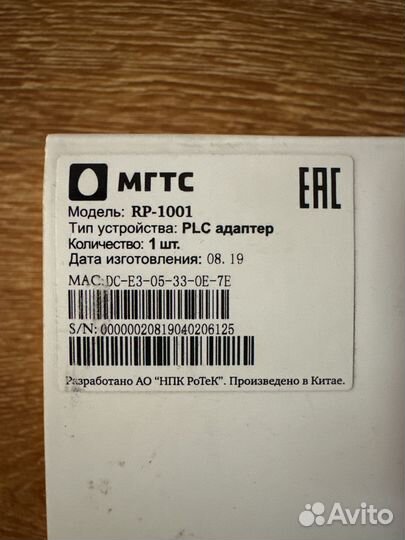 МГТС
EAC
Модель: RP-1001
Тип устройства: PLC адаптер
Количество: 1 шт.
Дата изготовления: 08. 19
MAC:DC-E3-05-33-0E-7E
S/N: 00000020819040206125
Разработано АО “НПК РоТеК”. Произведено в Китае.
Avito